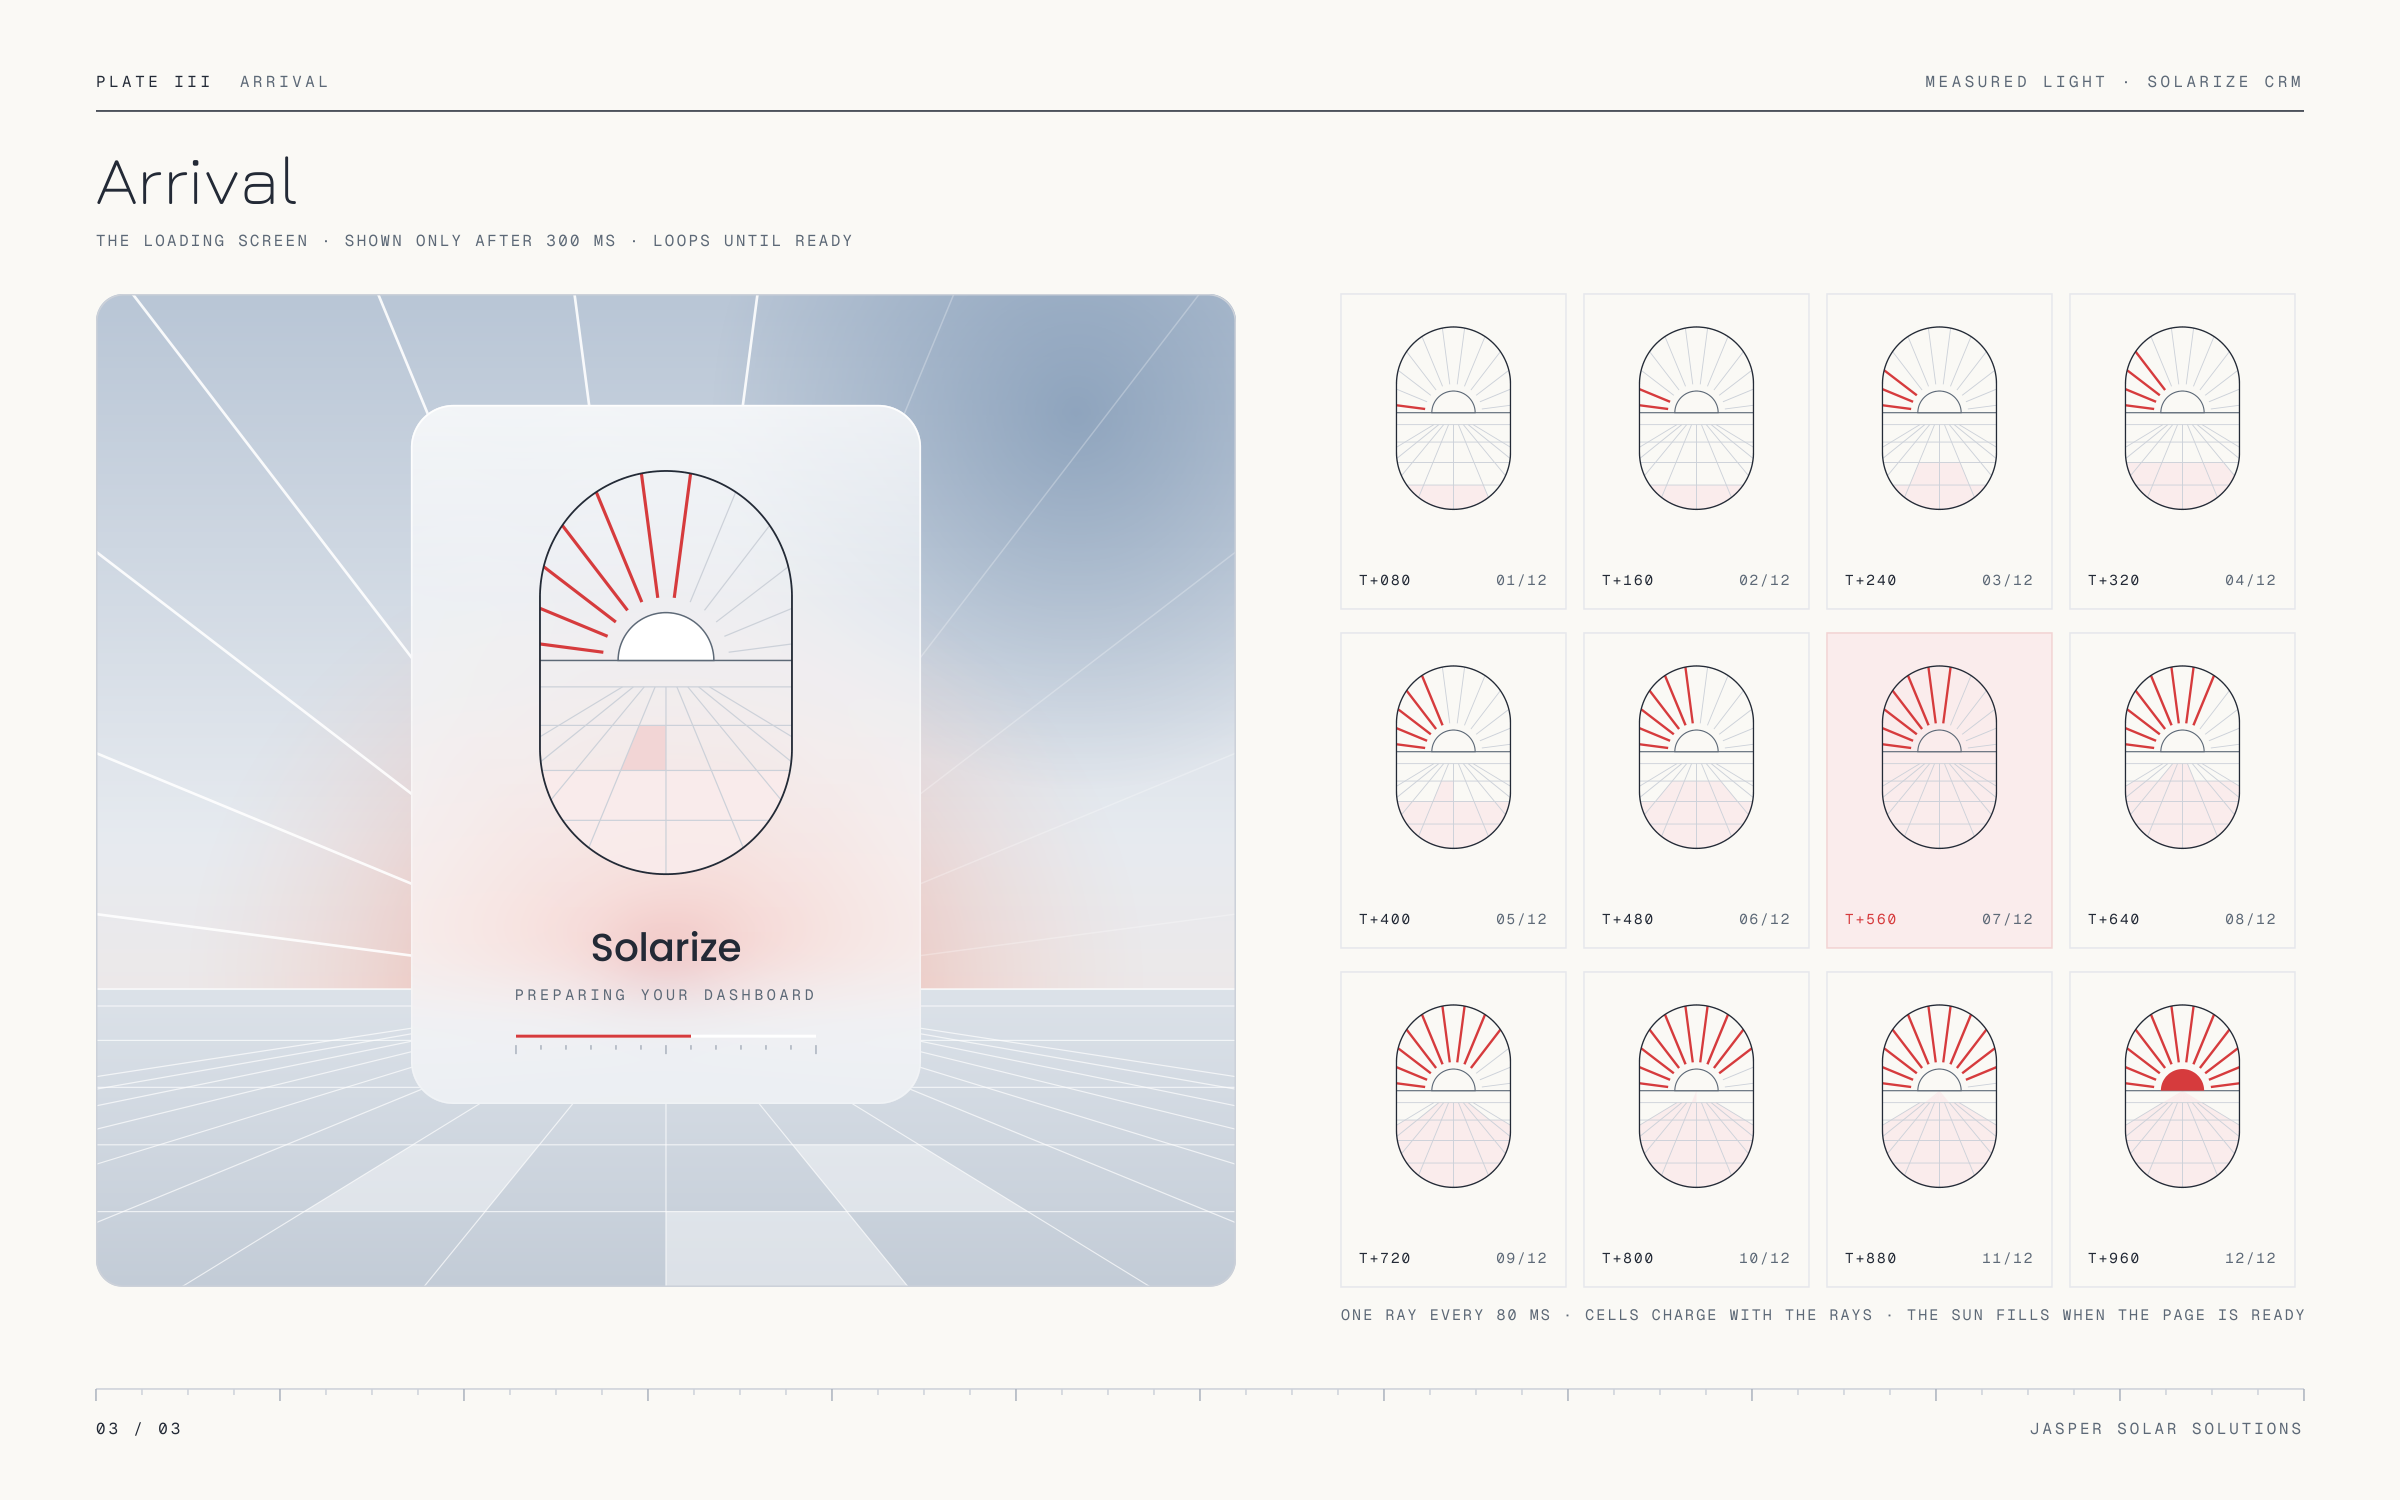 PLATE III ARRIVAL
MEASURED LIGHT · SOLARIZE CRM
Arrival
THE LOADING SCREEN · SHOWN ONLY AFTER 300 MS · LOOPS UNTIL READY
Solarize
PREPARING YOUR DASHBOARD
T+080 01/12
T+160 02/12
T+240 03/12
T+320 04/12
T+400 05/12
T+480 06/12
T+560 07/12
T+640 08/12
T+720 09/12
T+800 10/12
T+880 11/12
T+960 12/12
ONE RAY EVERY 80 MS · CELLS CHARGE WITH THE RAYS · THE SUN FILLS WHEN THE PAGE IS READY
03 / 03
JASPER SOLAR SOLUTIONS